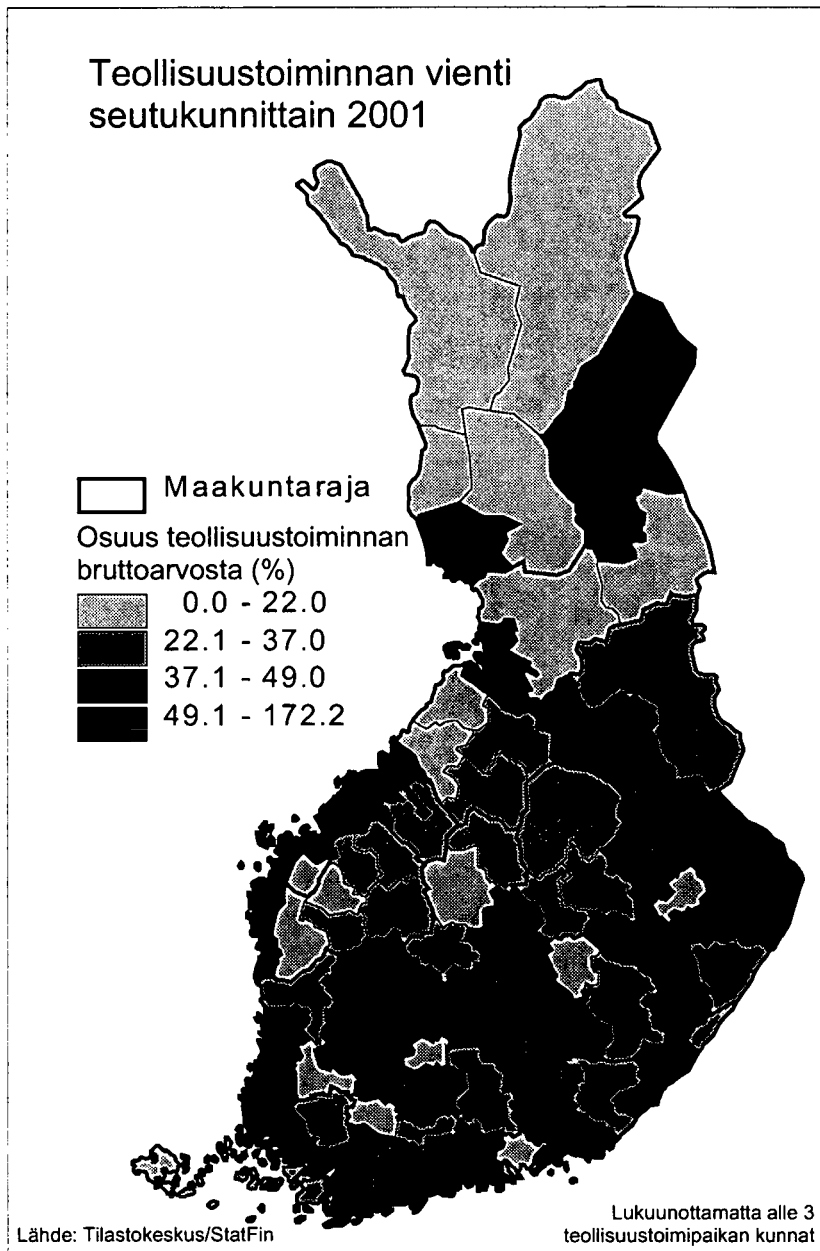 Teollisuustoiminnan vienti
seutukunnittain 2001
Maakuntaraja
Osuus teollisuustoiminnan
bruttoarvosta (%)
0.0 - 22.0
22.1 - 37.0
37.1 - 49.0
49.1 - 172.2
Lukuunottamatta alle 3
teollisuustoimipaikan kunnat
Lähde: Tilastokeskus/StatFin